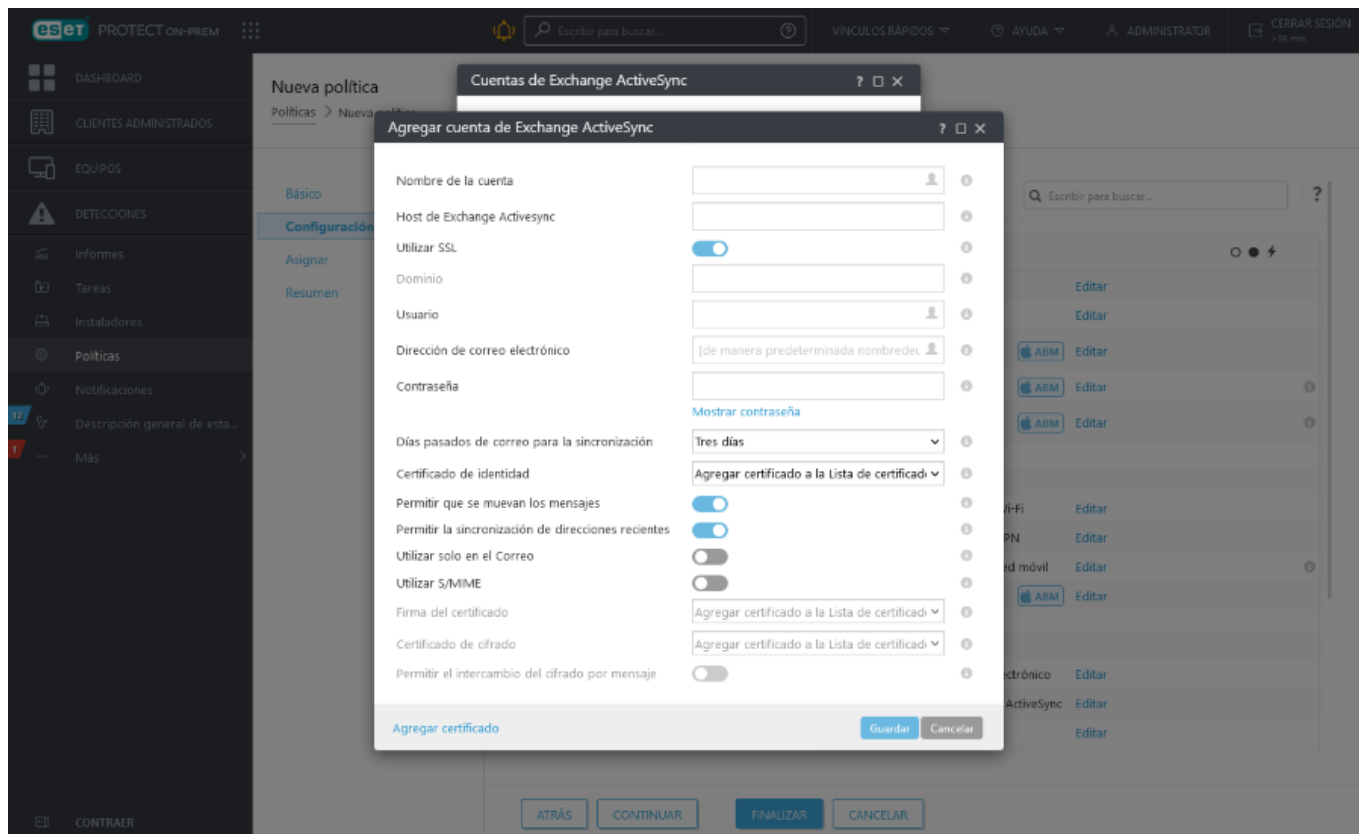 eset PROTECT ON-PREM
Escribir para buscar...
VÍNCULOS RÁPIDOS
AYUDA
ADMINISTRATOR
CERRAR SESIÓN
DASHBOARD
CLIENTES ADMINISTRADOS
EQUIPOS
DETECCIONES
Informes
Tareas
Instaladores
Políticas
Notificaciones
12
Descripción general de esta...
1
Más
CONTRAER
Nueva política
Políticas > Nueva
Básico
Configuración
Asignar
Resumen
Cuentas de Exchange ActiveSync
Agregar cuenta de Exchange ActiveSync
Nombre de la cuenta
Host de Exchange Activesync
Utilizar SSL
Dominio
Usuario
Dirección de correo electrónico
[de manera predeterminada nombredeu
Contraseña
Mostrar contraseña
Días pasados de correo para la sincronización
Tres días
Certificado de identidad
Agregar certificado a la Lista de certificad
Permitir que se muevan los mensajes
Permitir la sincronización de direcciones recientes
Utilizar solo en el Correo
Utilizar S/MIME
Firma del certificado
Agregar certificado a la Lista de certificad
Certificado de cifrado
Agregar certificado a la Lista de certificad
Permitir el intercambio del cifrado por mensaje
Agregar certificado
Guardar
Cancelar
Escribir para buscar...
?
Editar
Editar
ABM Editar
ABM Editar
ABM Editar
Wi-Fi Editar
PN Editar
ed móvil Editar
ABM Editar
ctrónico Editar
ActiveSync Editar
Editar
ATRÁS
CONTINUAR
FINALIZAR
CANCELAR